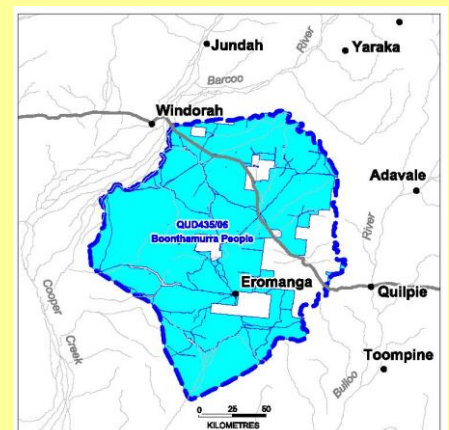 Jundah
River
Yaraka
Barcoo
Windorah
Adavale
QUD435/06
Boonthamurra People
River
Eromanga
Quilpie
Cooper
Creek
Toompine
Bulloo
0 25 50
KILOMETRES